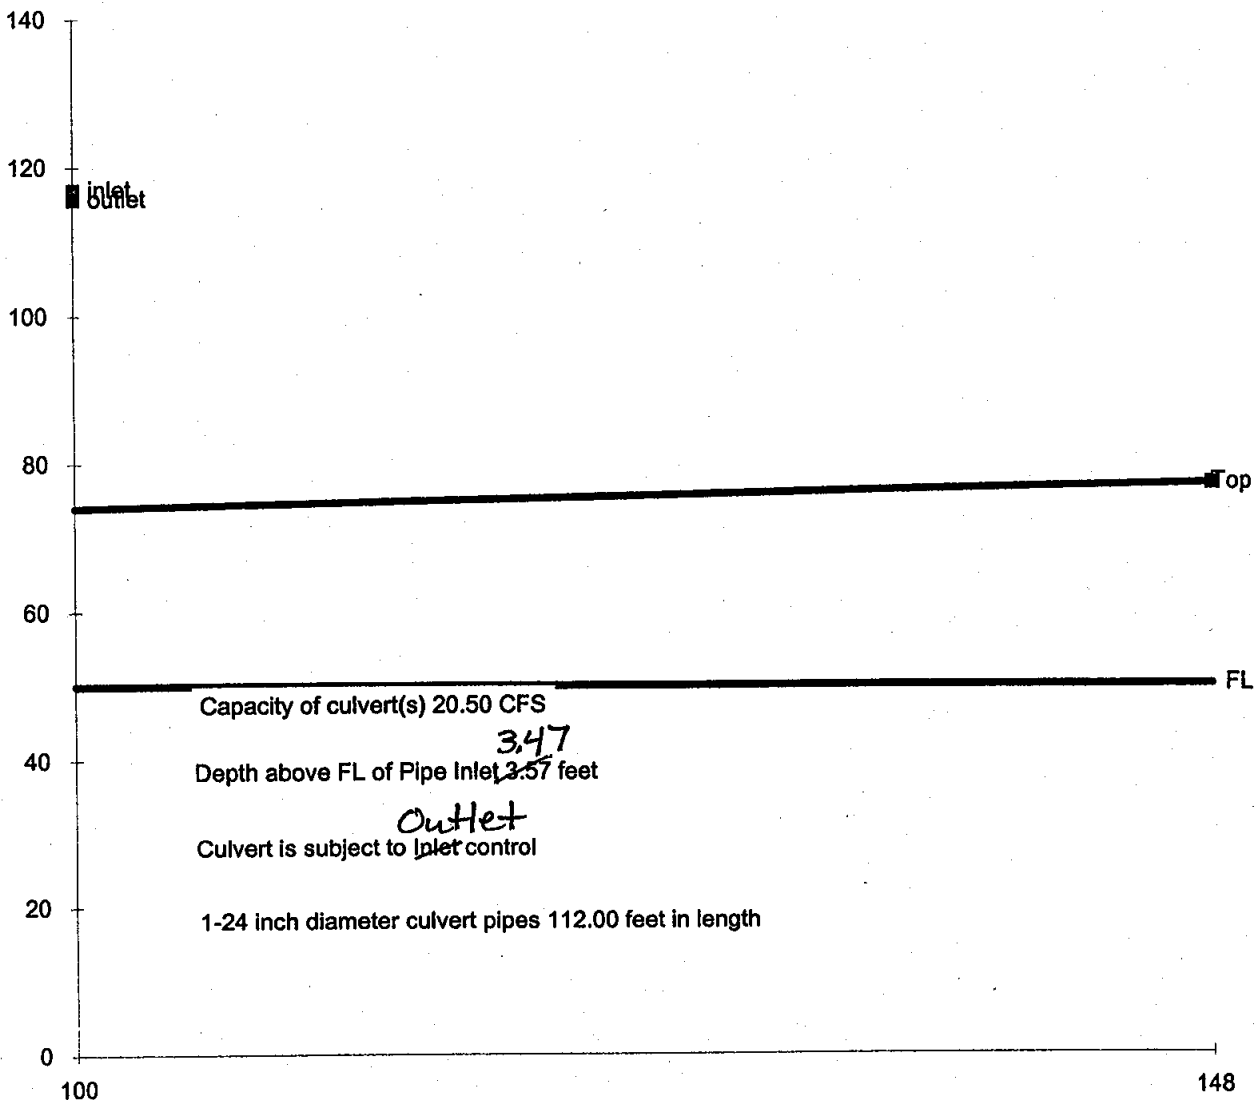 140
120
inlet
outlet
100
80
Top
60
FL
Capacity of culvert(s) 20.50 CFS
3.47
40
Depth above FL of Pipe Inlet 3.57 feet
Outlet
Culvert is subject to Inlet control
20
1-24 inch diameter culvert pipes 112.00 feet in length
0
100
148